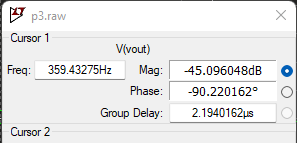 p3.raw
Cursor 1
V(vout)
Freq: 359.43275Hz Mag: -45.096048dB
Phase: -90.220162°
Group Delay: 2.1940162µs
Cursor 2